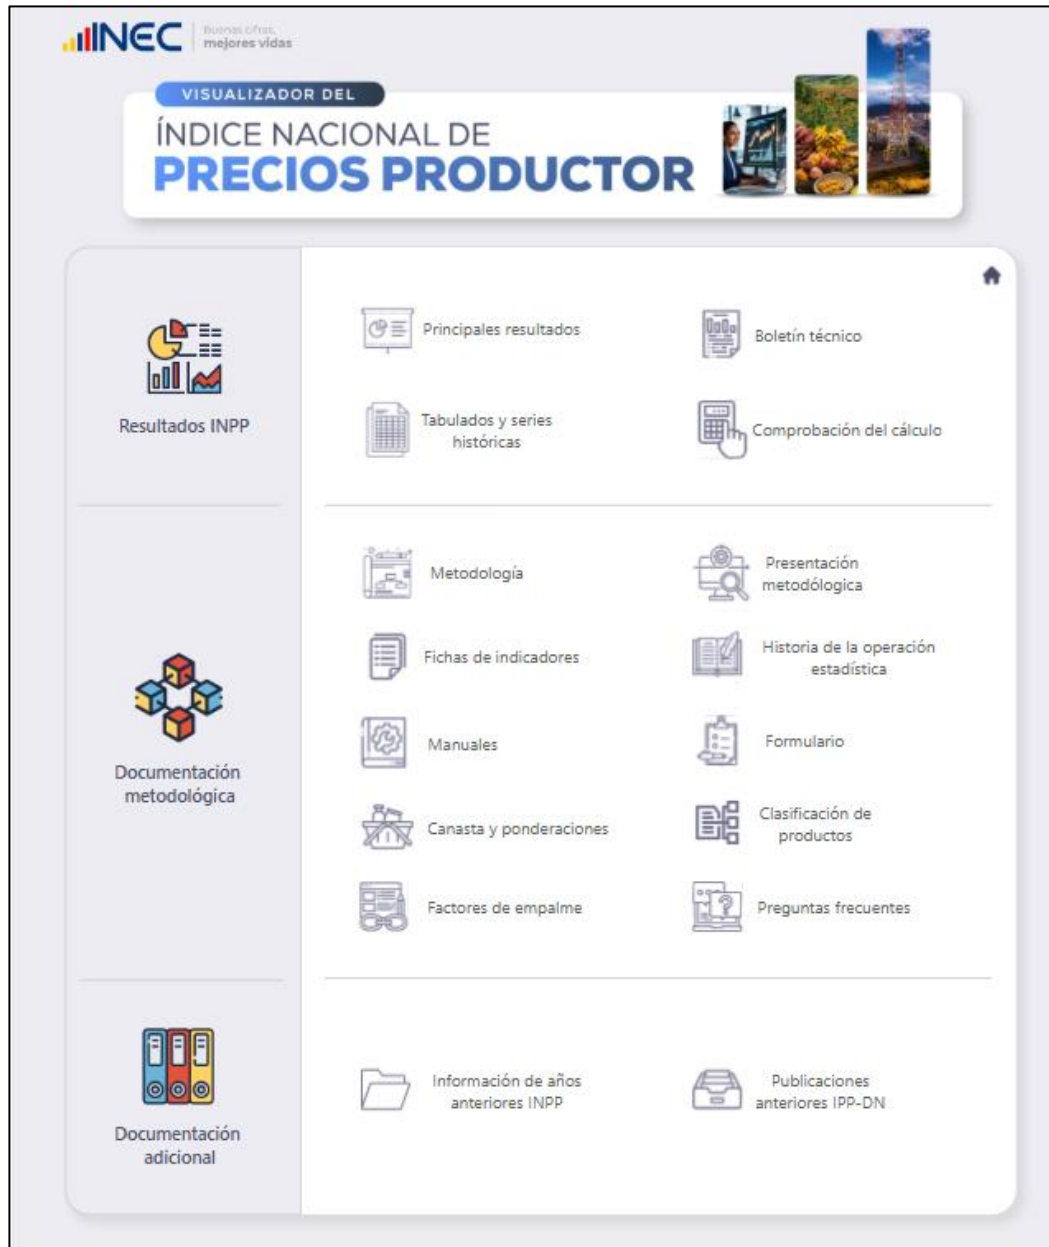 INEC
Buenas cifras,
mejores vidas
VISUALIZADOR DEL
ÍNDICE NACIONAL DE
PRECIOS PRODUCTOR
Resultados INPP
Principales resultados
Boletín técnico
Tabulados y series
históricas
Comprobación del cálculo
Documentación
metodológica
Metodología
Presentación
metodólogica
Fichas de indicadores
Historia de la operación
estadística
Manuales
Formulario
Canasta y ponderaciones
Clasificación de
productos
Factores de empalme
Preguntas frecuentes
Documentación
adicional
Información de años
anteriores INPP
Publicaciones
anteriores IPP-DN